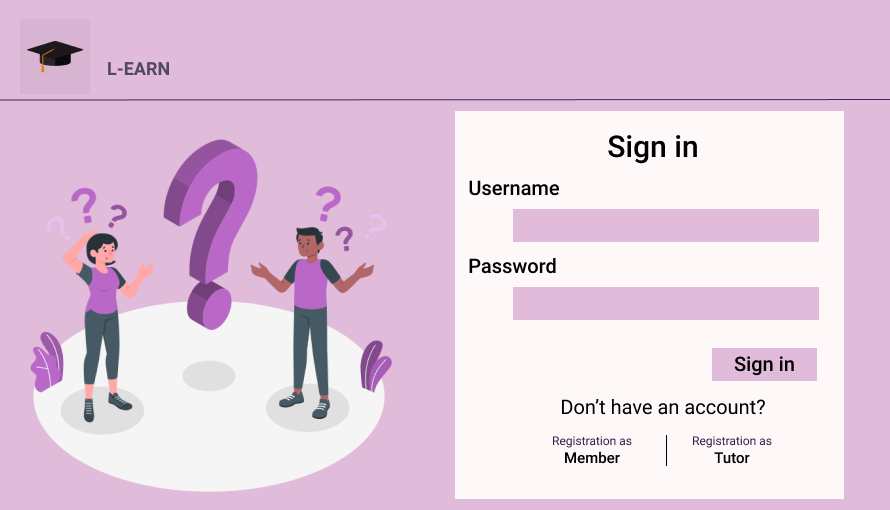 L-EARN
Sign in
Username
Password
Sign in
Don't have an account?
Registration as
Member
Registration as
Tutor